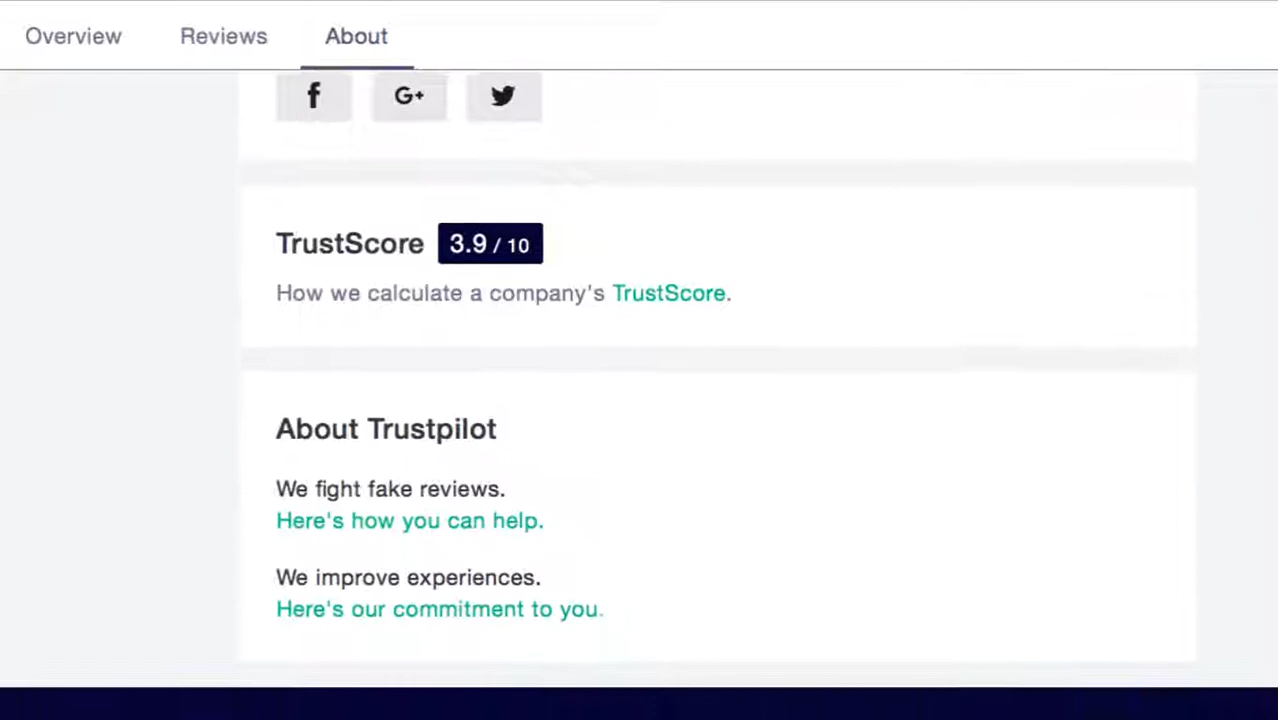 Overview Reviews About
f G+
TrustScore 3.9 / 10
How we calculate a company's TrustScore.
About Trustpilot
We fight fake reviews.
Here's how you can help.
We improve experiences.
Here's our commitment to you.